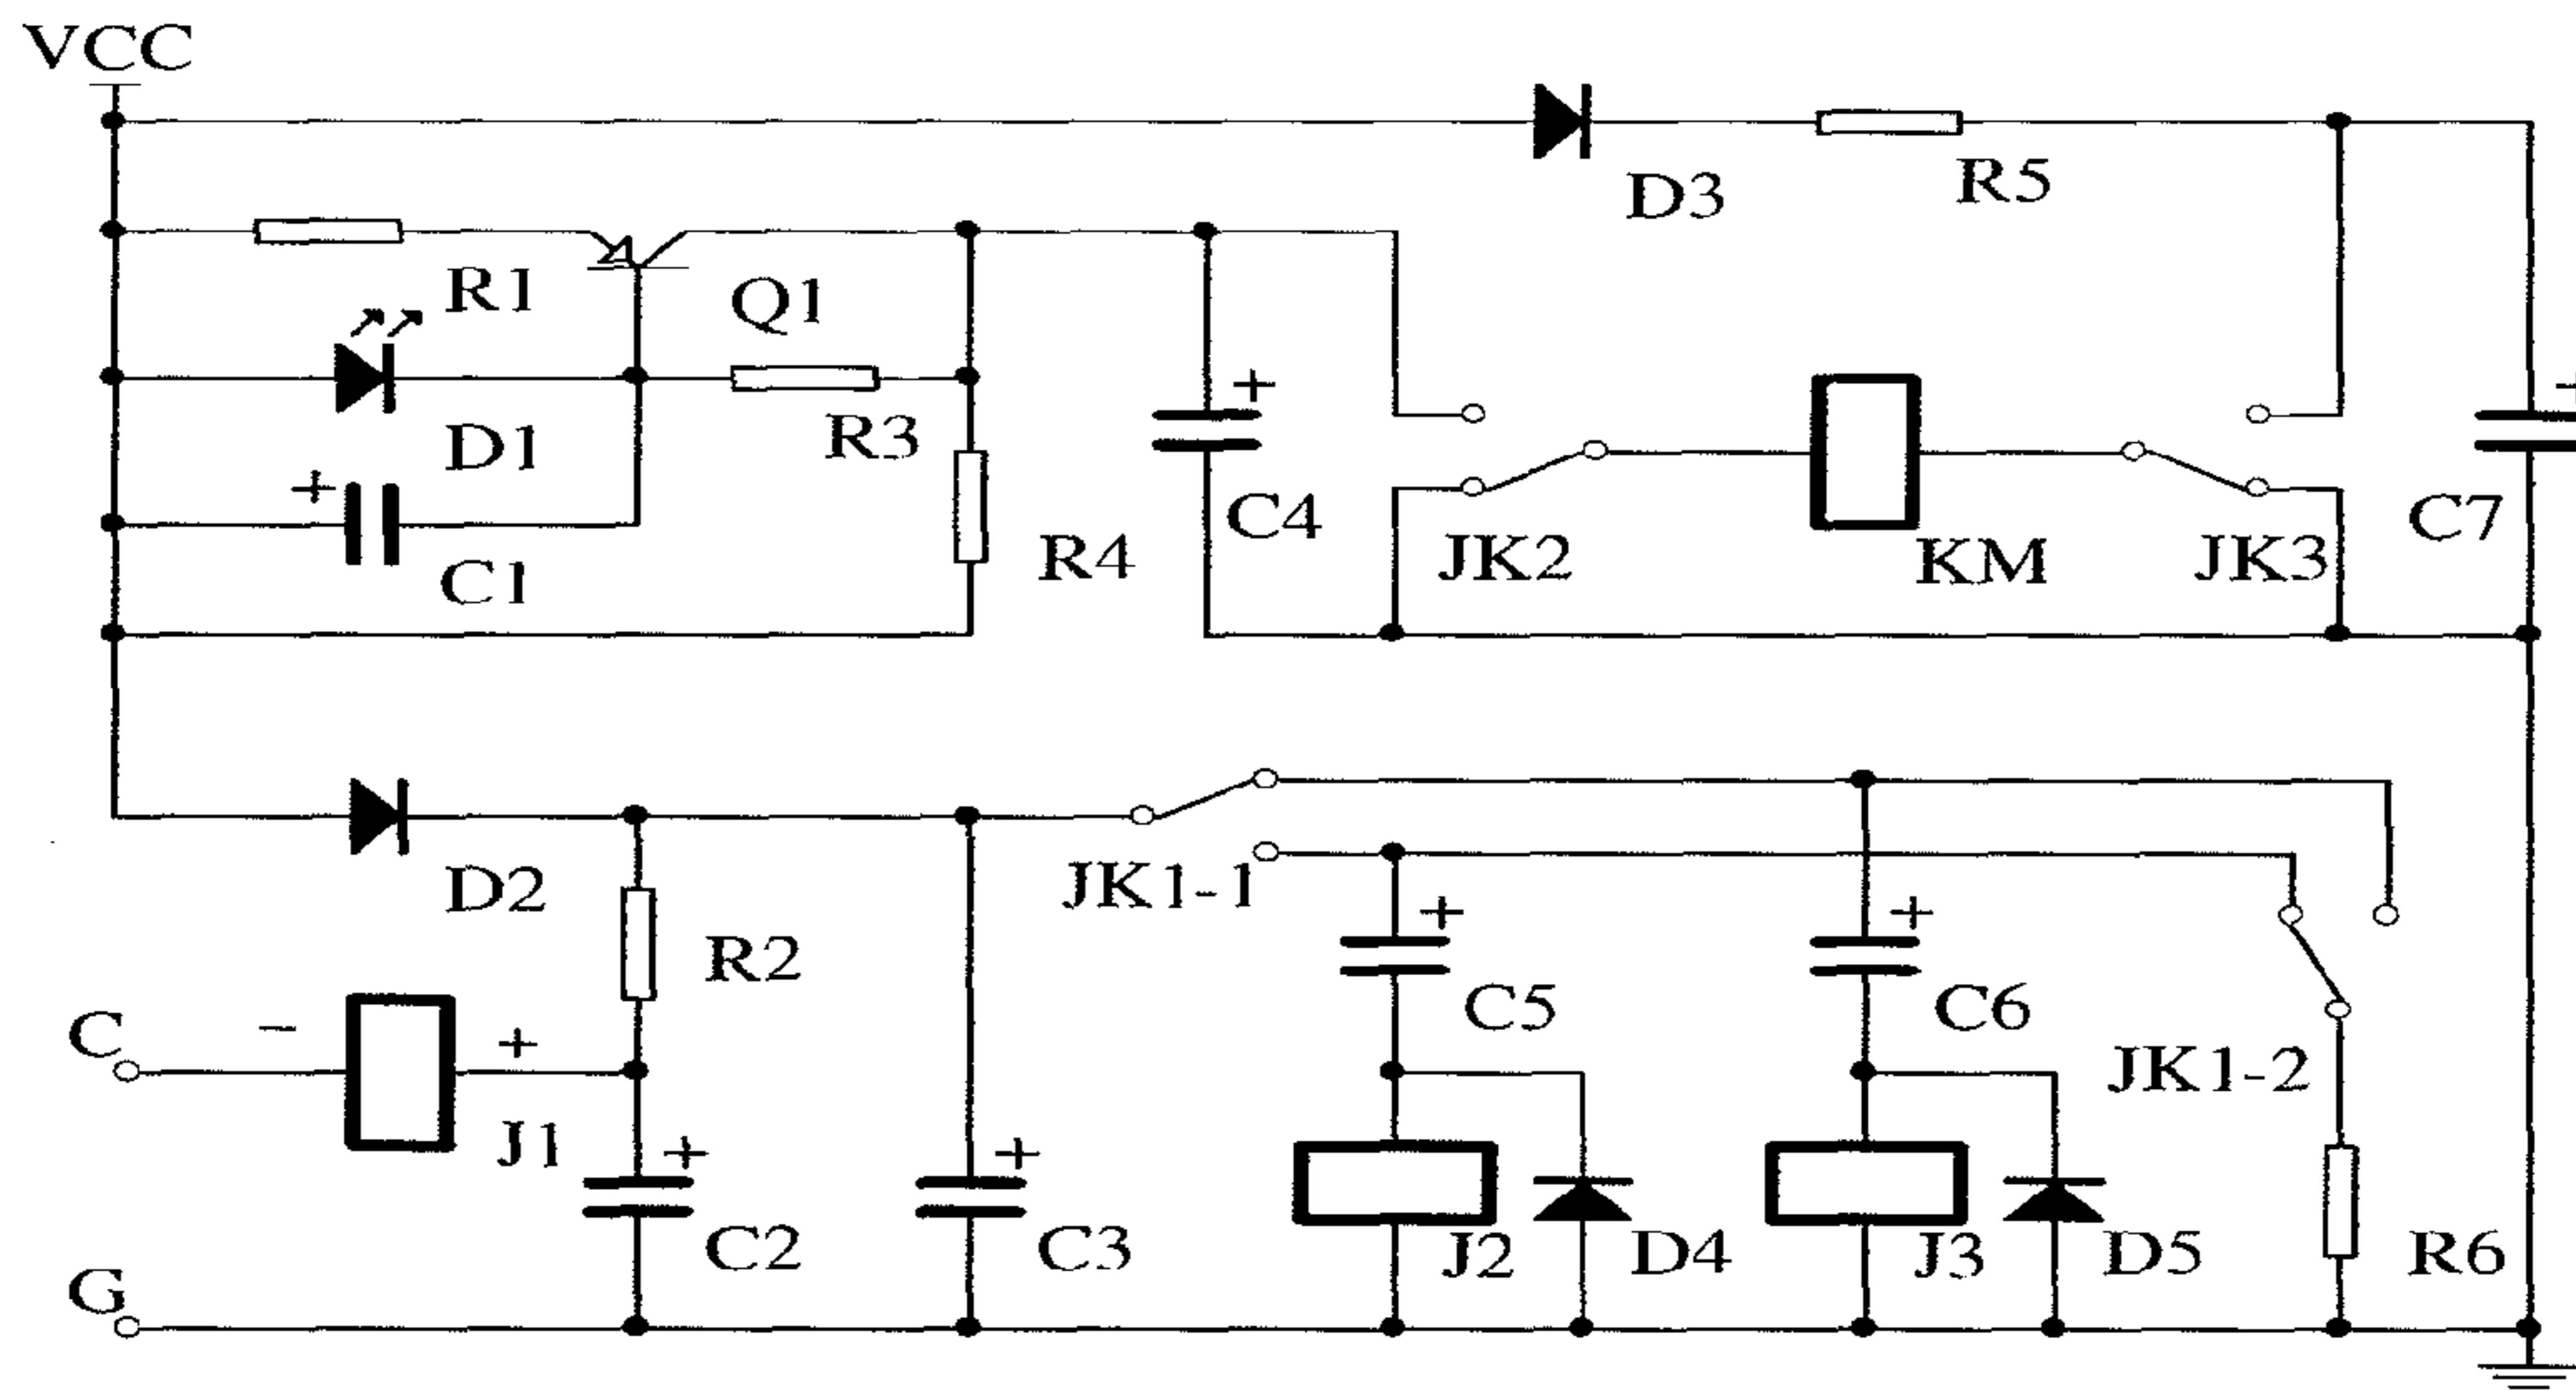 VCC
D3
R5
R1
Q1
+
D1
R3
+
C1
R4
+
C4
JK2
KM
JK3
+
C7
D2
R2
JK1-1
+
C5
+
C6
JK1-2
C
−
+
J1
+
C2
+
C3
J2
D4
J3
D5
R6
G